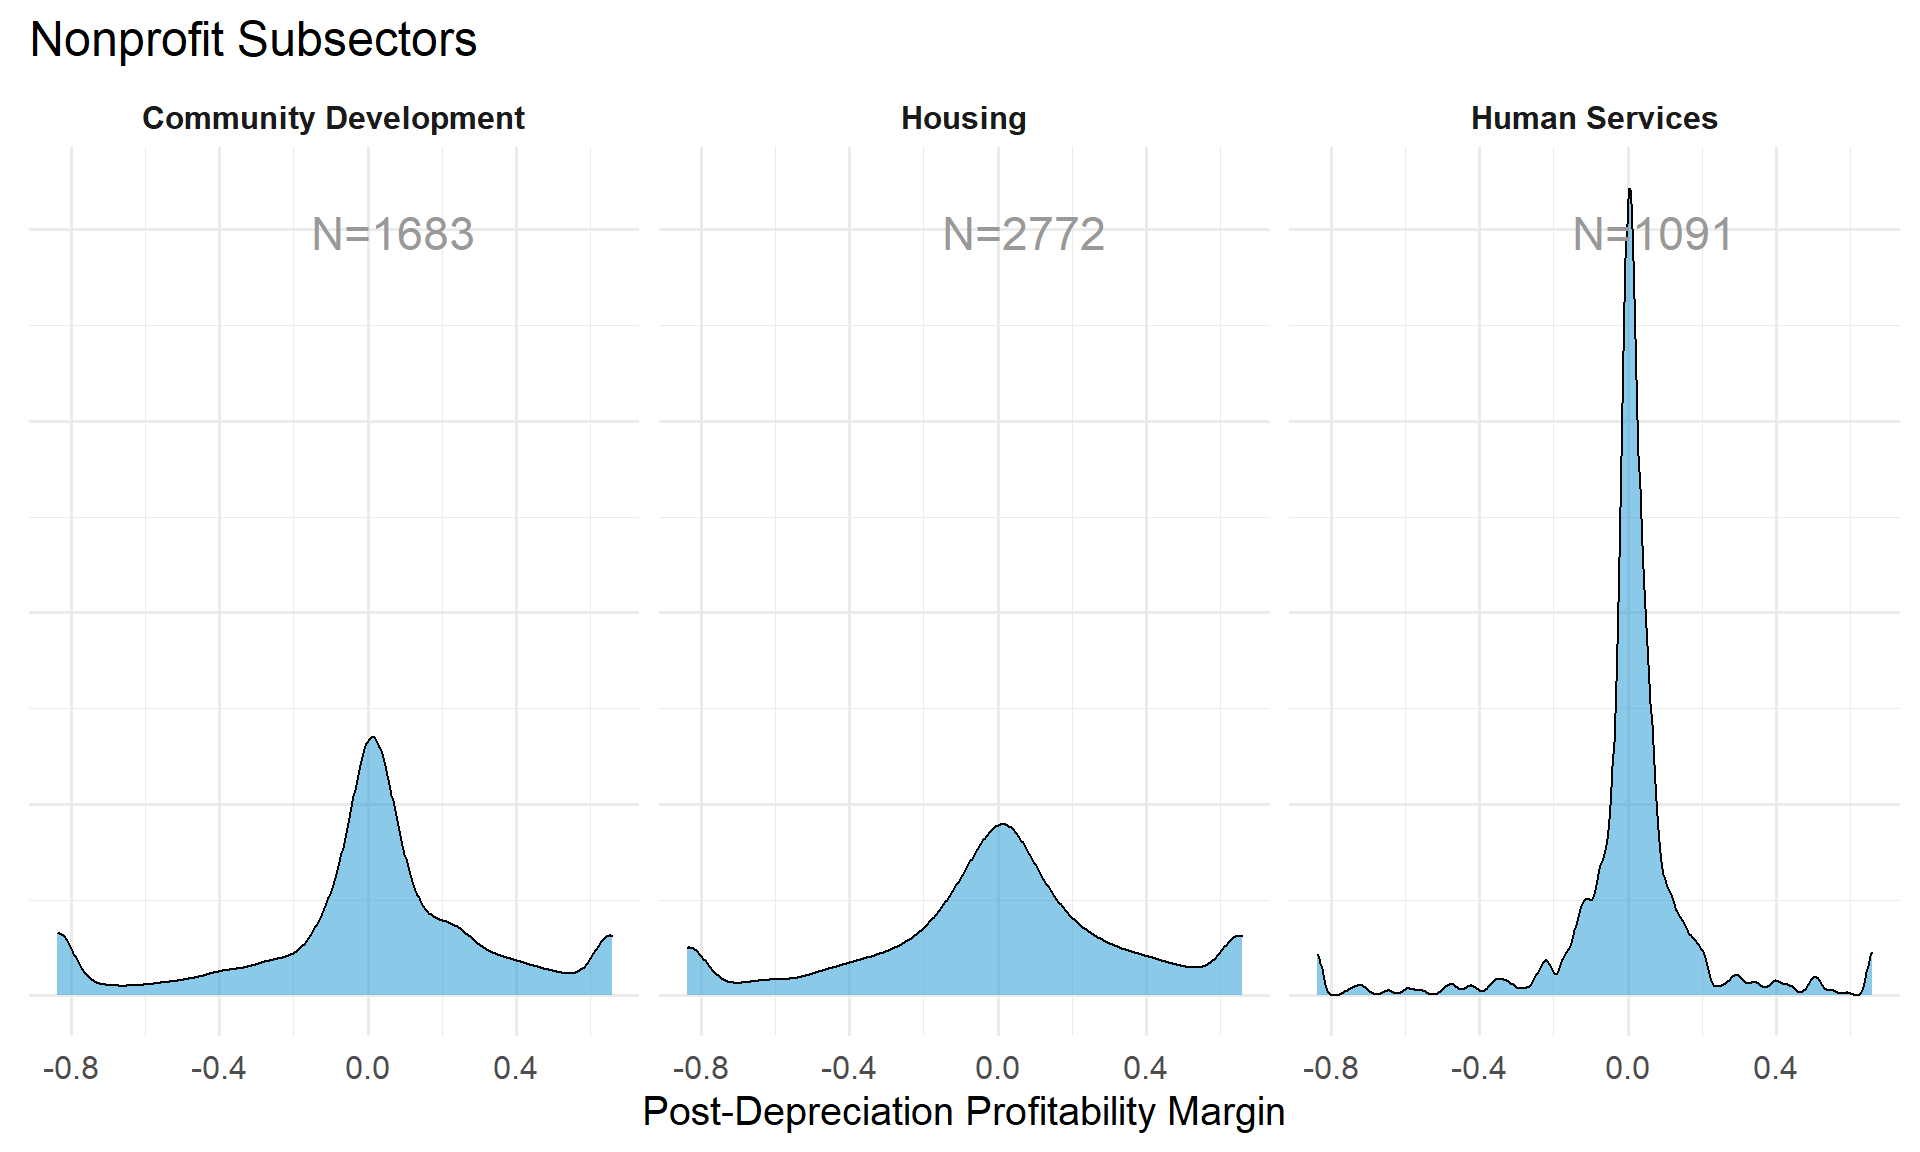 Nonprofit Subsectors
Community Development Housing Human Services
N=1683 N=2772 N=1091
-0.8 -0.4 0.0 0.4 -0.8 -0.4 0.0 0.4 -0.8 -0.4 0.0 0.4
Post-Depreciation Profitability Margin